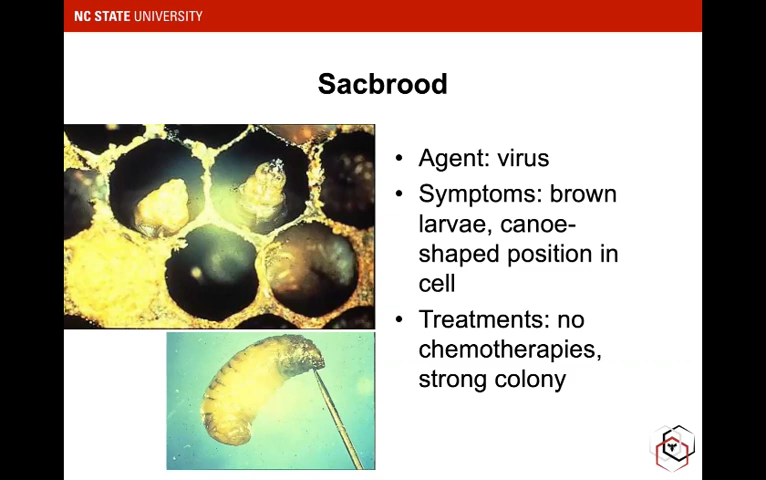 NC STATE UNIVERSITY
Sacbrood
• Agent: virus
• Symptoms: brown
larvae, canoe-
shaped position in
cell
• Treatments: no
chemotherapies,
strong colony